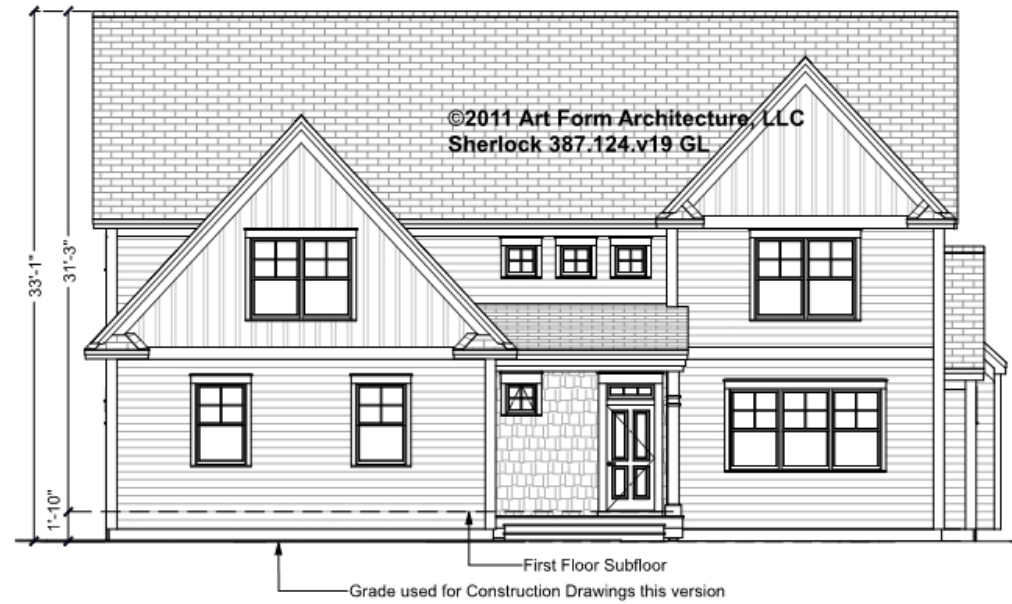 ©2011 Art Form Architecture, LLC
Sherlock 387.124.v19 GL
33'-1"
31'-3"
1'-10"
First Floor Subfloor
Grade used for Construction Drawings this version